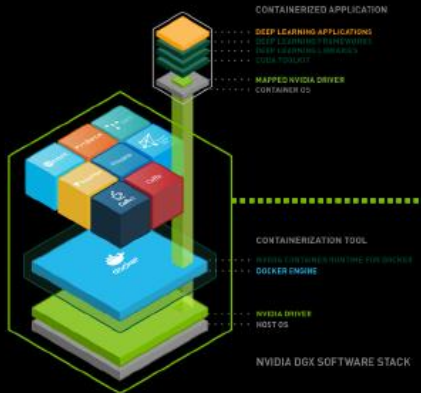 CONTAINERIZED APPLICATION
DEEP LEARNING APPLICATIONS
DEEP LEARNING FRAMEWORKS
DEEP LEARNING LIBRARIES
CUDA TOOLKIT
MAPPED NVIDIA DRIVER
CONTAINER OS
docker
CONTAINERIZATION TOOL
NVIDIA CONTAINER RUNTIME FOR DOCKER
DOCKER ENGINE
NVIDIA DRIVER
HOST OS
NVIDIA DGX SOFTWARE STACK